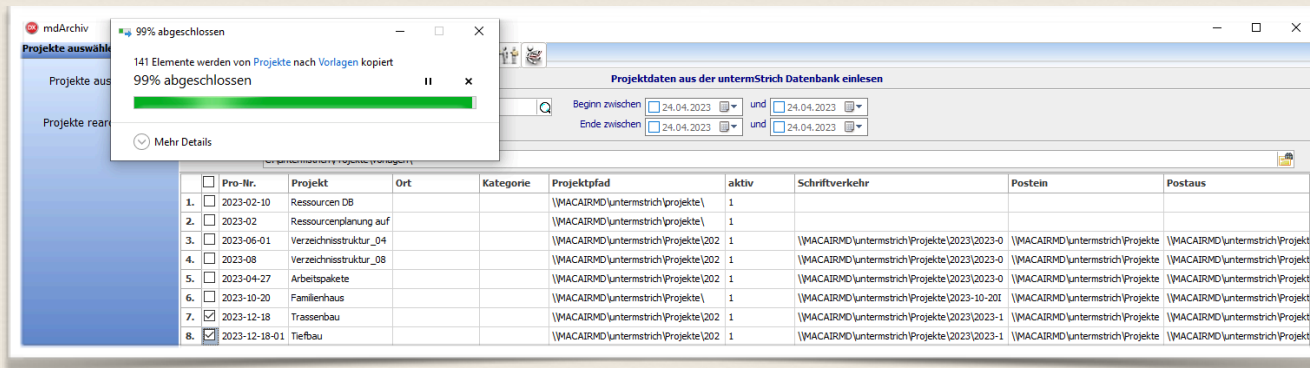 mdArchiv
99% abgeschlossen
Projekte auswähle
141 Elemente werden von Projekte nach Vorlagen kopiert
99% abgeschlossen
Mehr Details
Projekte aus
Projekte rear
Projektdaten aus der untermStrich Datenbank einlesen
Beginn zwischen 24.04.2023 und 24.04.2023
Ende zwischen 24.04.2023 und 24.04.2023
Pro-Nr. Projekt Ort Kategorie Projektpfad aktiv Schriftverkehr Postein Postaus
1. 2023-02-10 Ressourcen DB \\MACAIRMD\untermstrich\projekte\ 1
2. 2023-02 Ressourcenplanung auf \\MACAIRMD\untermstrich\projekte\ 1
3. 2023-06-01 Verzeichnisstruktur_04 \\MACAIRMD\untermstrich\Projekte\202 1 \\MACAIRMD\untermstrich\Projekte\2023\2023-0 \\MACAIRMD\untermstrich\Projekte \\MACAIRMD\untermstrich\Projekt
4. 2023-08 Verzeichnisstruktur_08 \\MACAIRMD\untermstrich\Projekte\202 1 \\MACAIRMD\untermstrich\Projekte\2023\2023-0 \\MACAIRMD\untermstrich\Projekte \\MACAIRMD\untermstrich\Projekt
5. 2023-04-27 Arbeitspakete \\MACAIRMD\untermstrich\Projekte\202 1 \\MACAIRMD\untermstrich\Projekte\2023\2023-0 \\MACAIRMD\untermstrich\Projekte \\MACAIRMD\untermstrich\Projekt
6. 2023-10-20 Familienhaus \\MACAIRMD\untermstrich\Projekte\ 1 \\MACAIRMD\untermstrich\Projekte\2023-10-20I \\MACAIRMD\untermstrich\Projekte \\MACAIRMD\untermstrich\Projekt
7. 2023-12-18 Trassenbau \\MACAIRMD\untermstrich\Projekte\202 1 \\MACAIRMD\untermstrich\Projekte\2023\2023-1 \\MACAIRMD\untermstrich\Projekte \\MACAIRMD\untermstrich\Projekt
8. 2023-12-18-01 Tiefbau \\MACAIRMD\untermstrich\Projekte\202 1 \\MACAIRMD\untermstrich\Projekte\2023\2023-1 \\MACAIRMD\untermstrich\Projekte \\MACAIRMD\untermstrich\Projekt